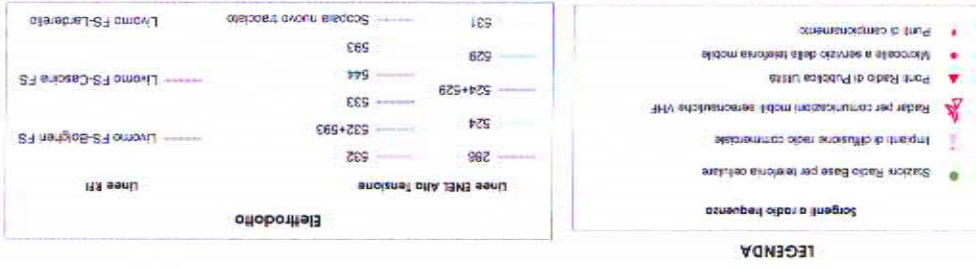 LEGENDA
Sorgenti a radio frequenza
Stazioni Radio Base per telefonia cellulare
Impianti di diffusione radio commerciale
Radar per comunicazioni mobili aeronautiche VHF
Ponti Radio di Pubblica Utilità
Microcelle a servizio della telefonia mobile
Punti di campionamento
Elettrodotto
Linee ENEL Alta Tensione
286
524
524+529
529
531
532
532+593
533
544
593
Scopaia nuovo tracciato
Linee RFI
Livorno FS-Bolgheri FS
Livorno FS-Cascina FS
Livorno FS-Larderello